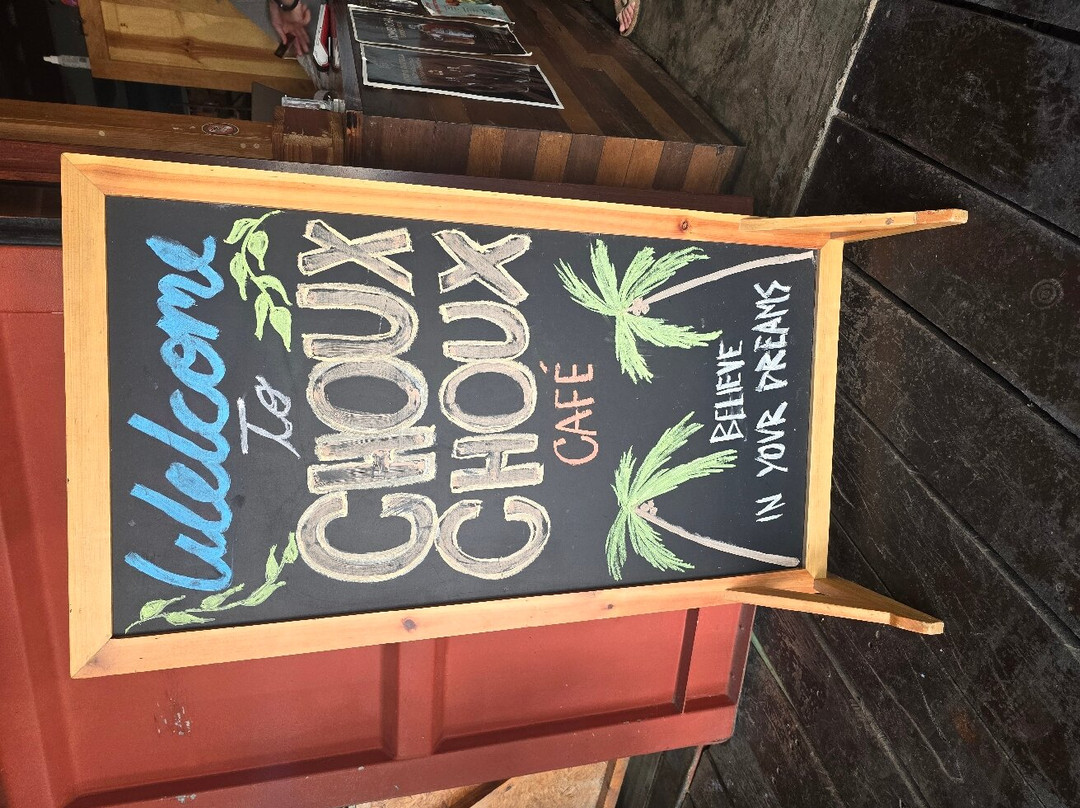 Welcome
To
CHOUX
CHOUX
CAFÉ
BELIEVE
IN YOUR DREAMS